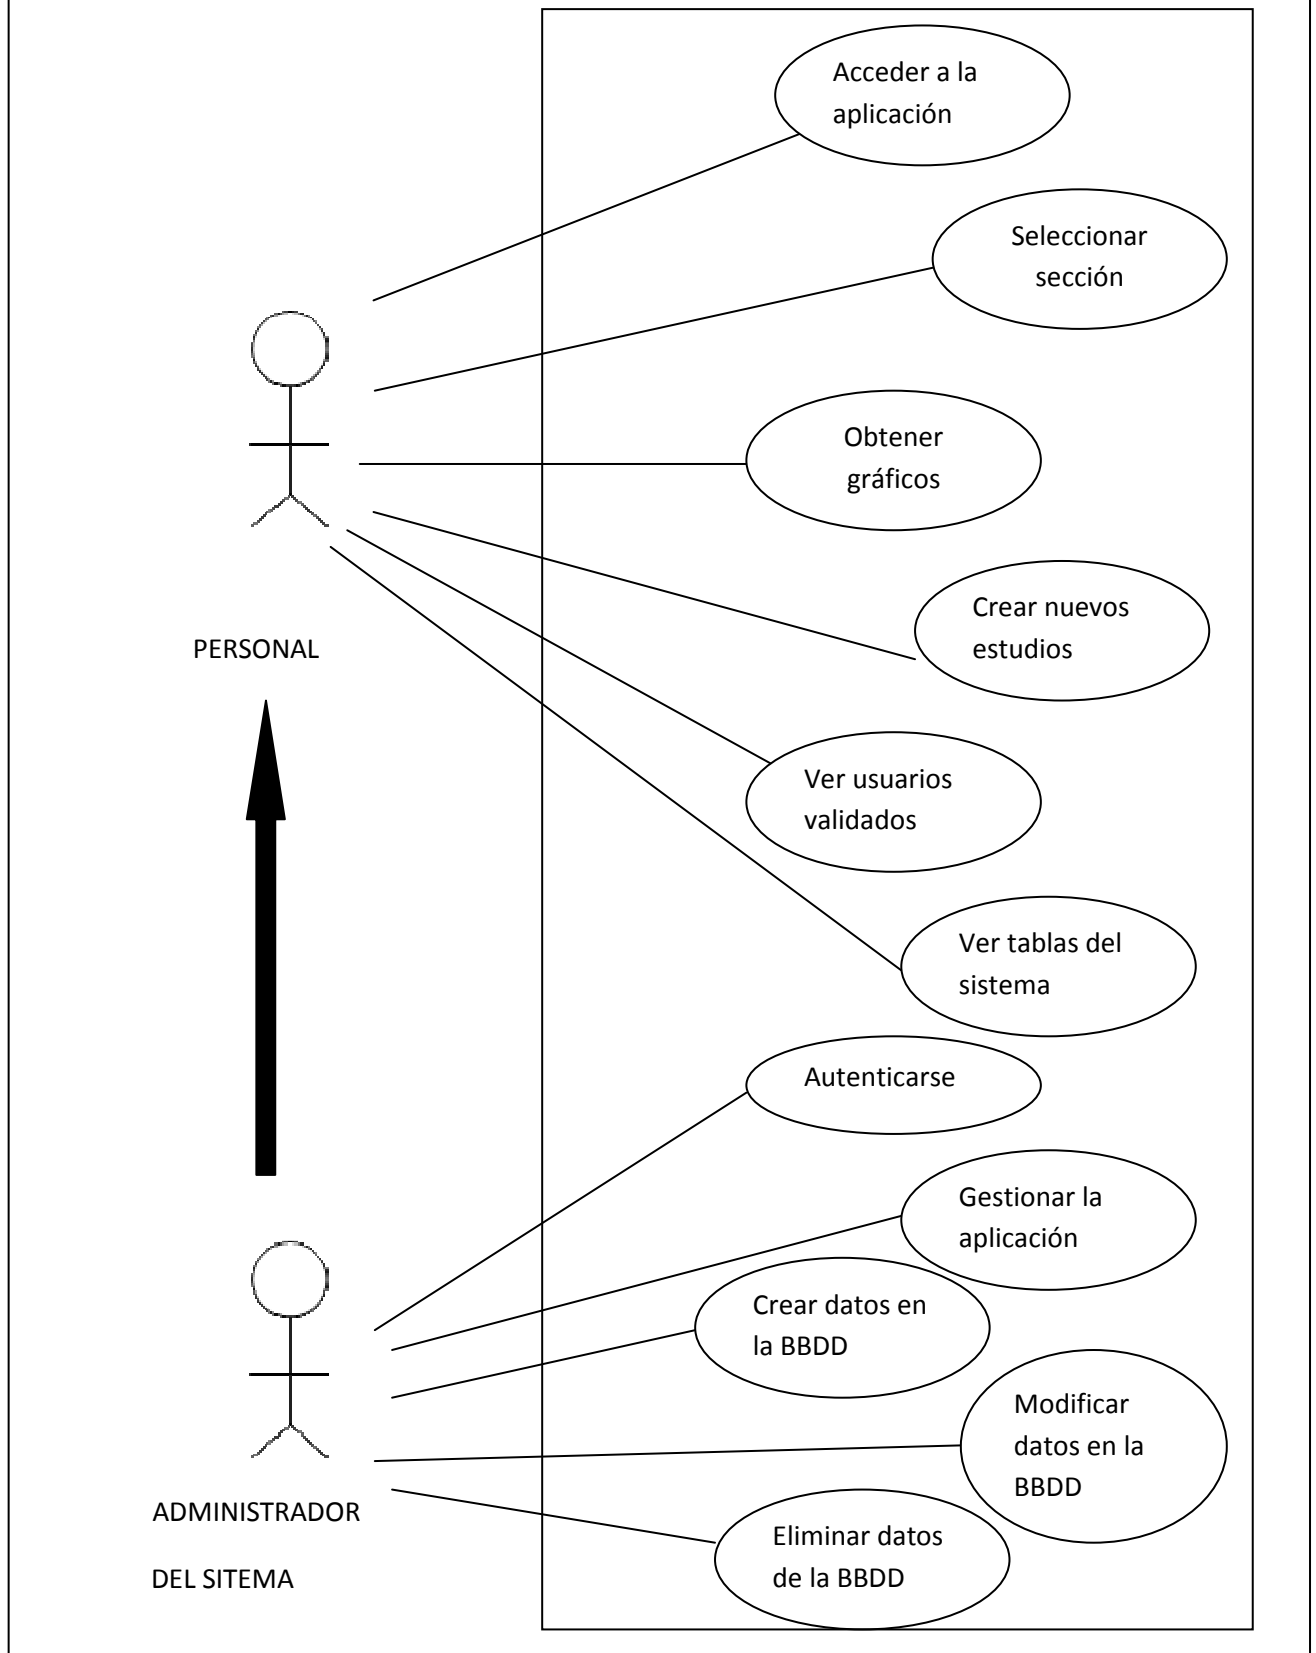 Acceder a la
aplicación
Seleccionar
sección
Obtener
gráficos
Crear nuevos
estudios
PERSONAL
Ver usuarios
validados
Ver tablas del
sistema
Autenticarse
Gestionar la
aplicación
Crear datos en
la BBDD
Modificar
datos en la
BBDD
ADMINISTRADOR
DEL SITEMA
Eliminar datos
de la BBDD